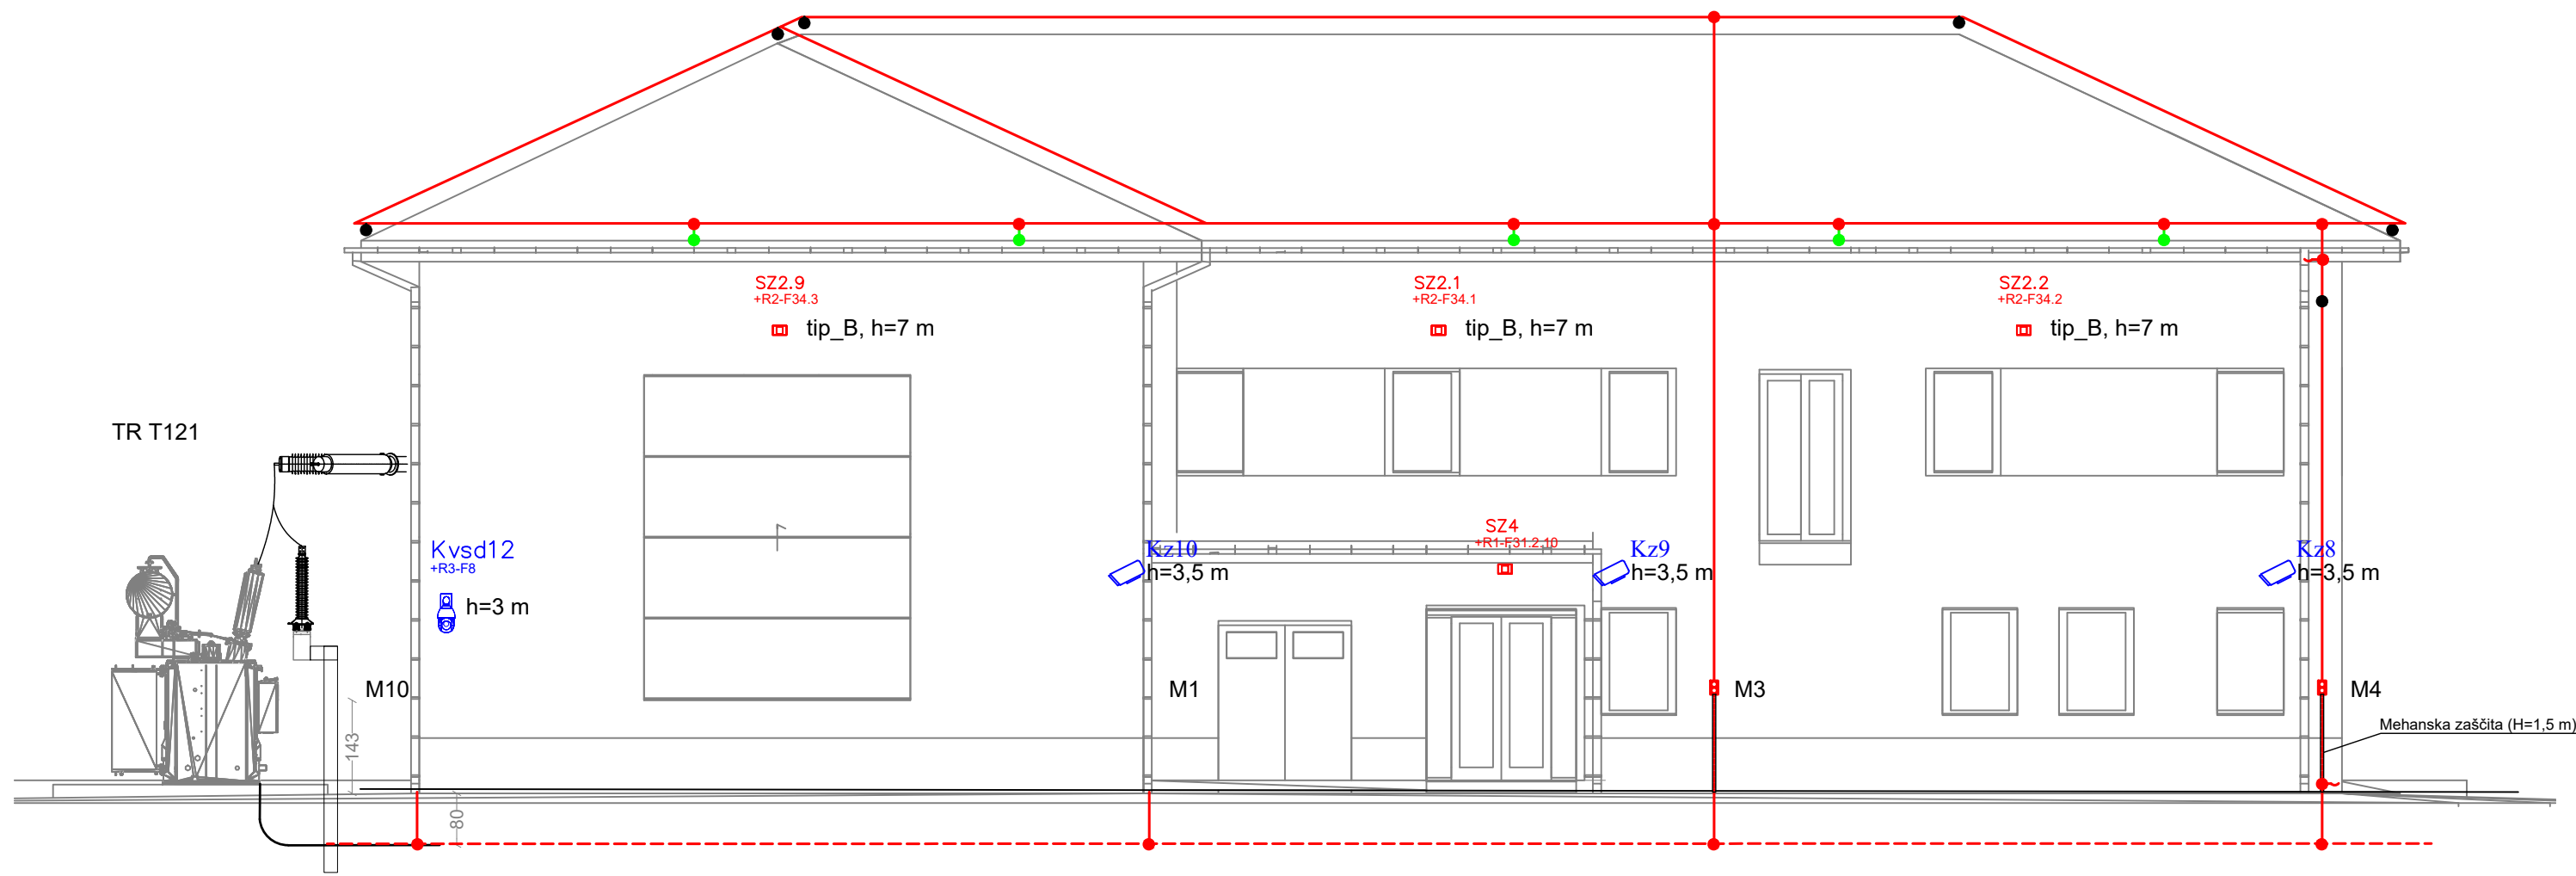 SZ2.9
+R2-F34.3
tip_B, h=7 m
SZ2.1
+R2-F34.1
tip_B, h=7 m
SZ2.2
+R2-F34.2
tip_B, h=7 m
TR T121
SZ4
+R1-F31.2.10
Kvsd12
+R3-F8
h=3 m
Kz10
h=3,5 m
Kz9
h=3,5 m
Kz8
h=3,5 m
M10
M1
M3
M4
Mehanska zaščita (H=1,5 m)
143
80